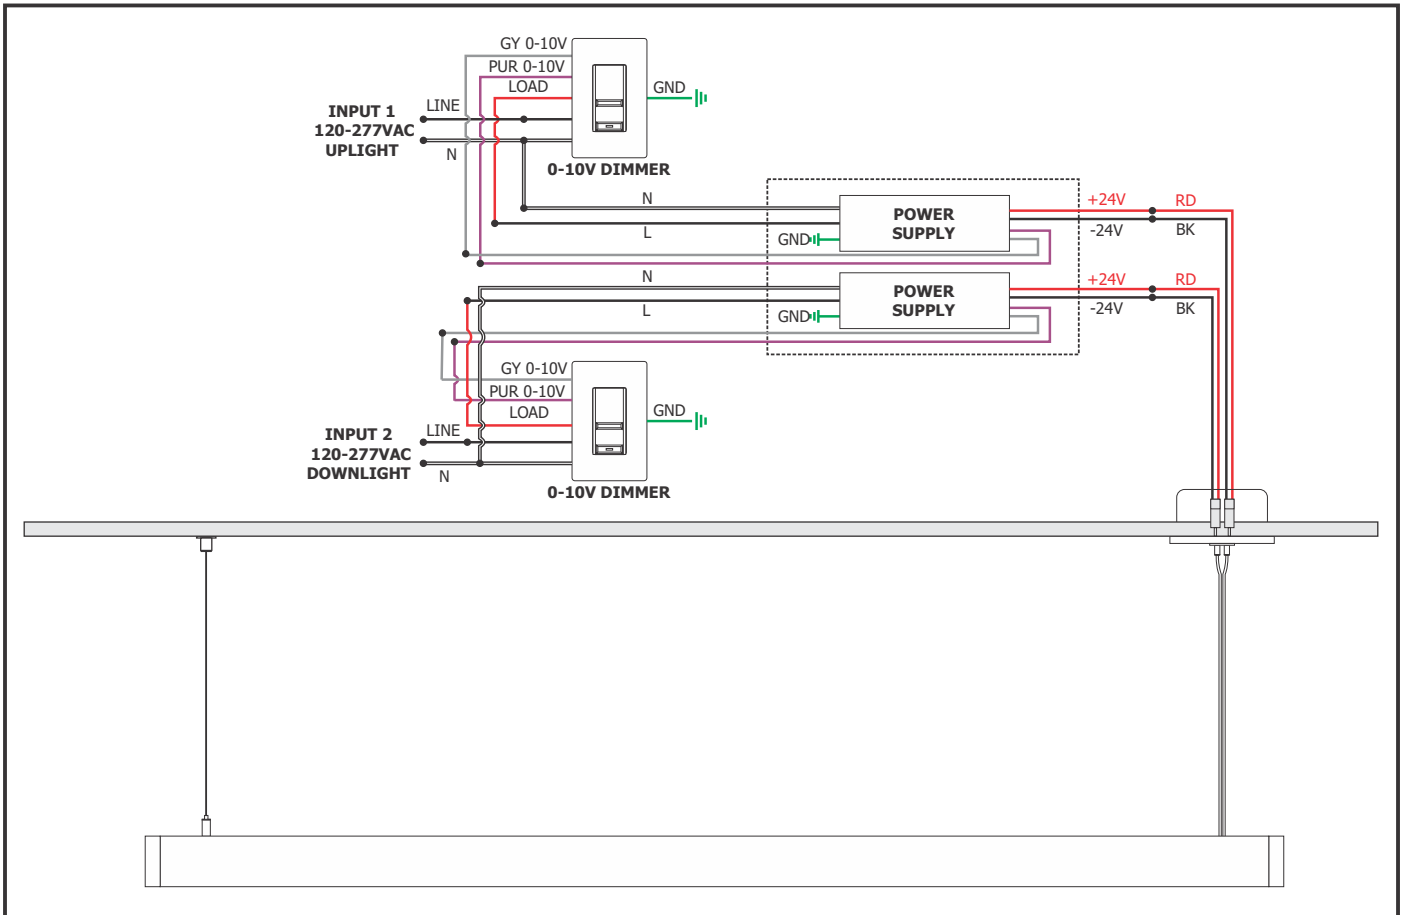 GY 0-10V
PUR 0-10V
LOAD
GND
LINE
INPUT 1
120-277VAC
UPLIGHT
N
0-10V DIMMER
N
L
GND
POWER
SUPPLY
+24V
RD
-24V
BK
N
L
GND
POWER
SUPPLY
+24V
RD
-24V
BK
GY 0-10V
PUR 0-10V
LOAD
GND
LINE
INPUT 2
120-277VAC
DOWNLIGHT
N
0-10V DIMMER